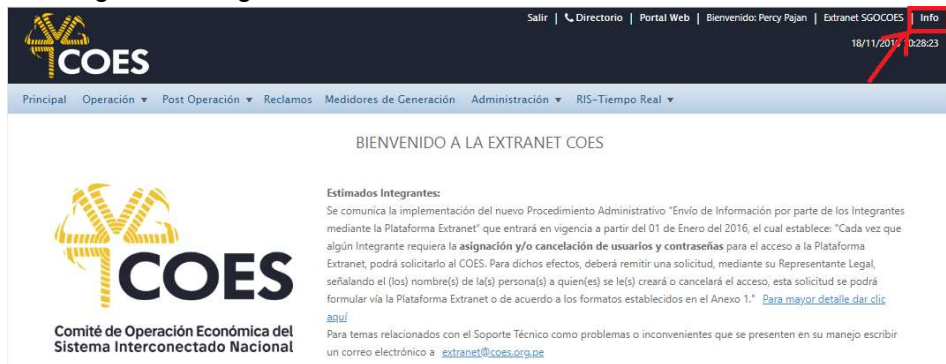 Salir | Directorio | Portal Web | Bienvenido: Percy Pajan | Extranet SGOCOES | Info
COES
Principal Operación Post Operación Reclamos Medidores de Generación Administración RIS-Tiempo Real
BIENVENIDO A LA EXTRANET COES
Estimados Integrantes:
Se comunica la implementación del nuevo Procedimiento Administrativo "Envío de Información por parte de los Integrantes
mediante la Plataforma Extranet" que entrará en vigencia a partir del 01 de Enero del 2016, el cual establece: "Cada vez que
algún Integrante requiera la asignación y/o cancelación de usuarios y contraseñas para el acceso a la Plataforma
Extranet, podrá solicitarlo al COES. Para dichos efectos, deberá remitir una solicitud, mediante su Representante Legal,
señalando el (los) nombre(s) de la(s) persona(s) a quien(es) se le(s) creará o cancelará el acceso, esta solicitud se podrá
formular vía la Plataforma Extranet o de acuerdo a los formatos establecidos en el Anexo 1." Para mayor detalle dar clic
aquí
Para temas relacionados con el Soporte Técnico como problemas o inconvenientes que se presenten en su manejo escribir
un correo electrónico a extranet@coes.org.pe
COES
Comité de Operación Económica del
Sistema Interconectado Nacional